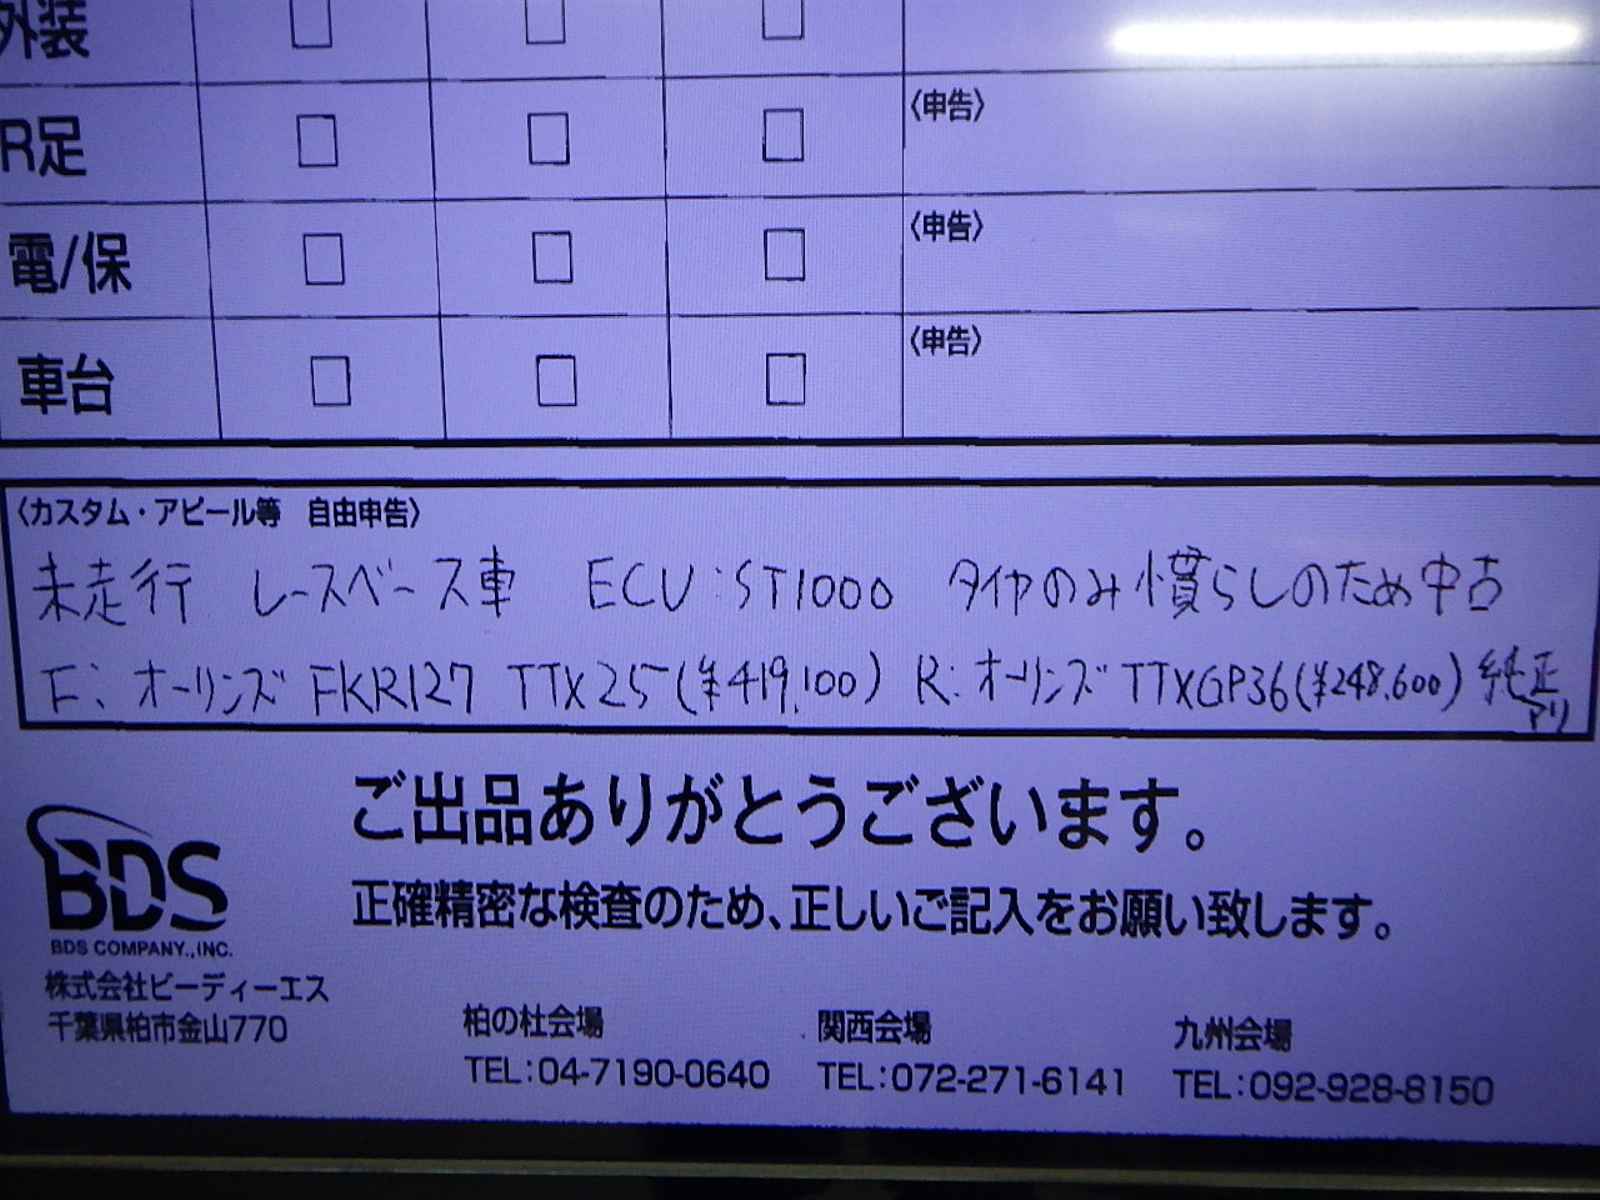 外装
〈申告〉
R足
〈申告〉
電/保
〈申告〉
車台
〈カスタム・アピール等 自由申告〉
未走行 レースベース車 ECU:ST1000 タイヤのみ慣らしのため中古
F:オーリンズ FKR127 TTX25(¥419,100) R:オーリンズTTXGP36(¥248,600)純正
アリ
ご出品ありがとうございます。
正確精密な検査のため、正しいご記入をお願い致します。
BDS
BDS COMPANY.,INC.
株式会社ビーディーエス
千葉県柏市金山770
柏の杜会場
TEL:04-7190-0640
関西会場
TEL:072-271-6141
九州会場
TEL:092-928-8150